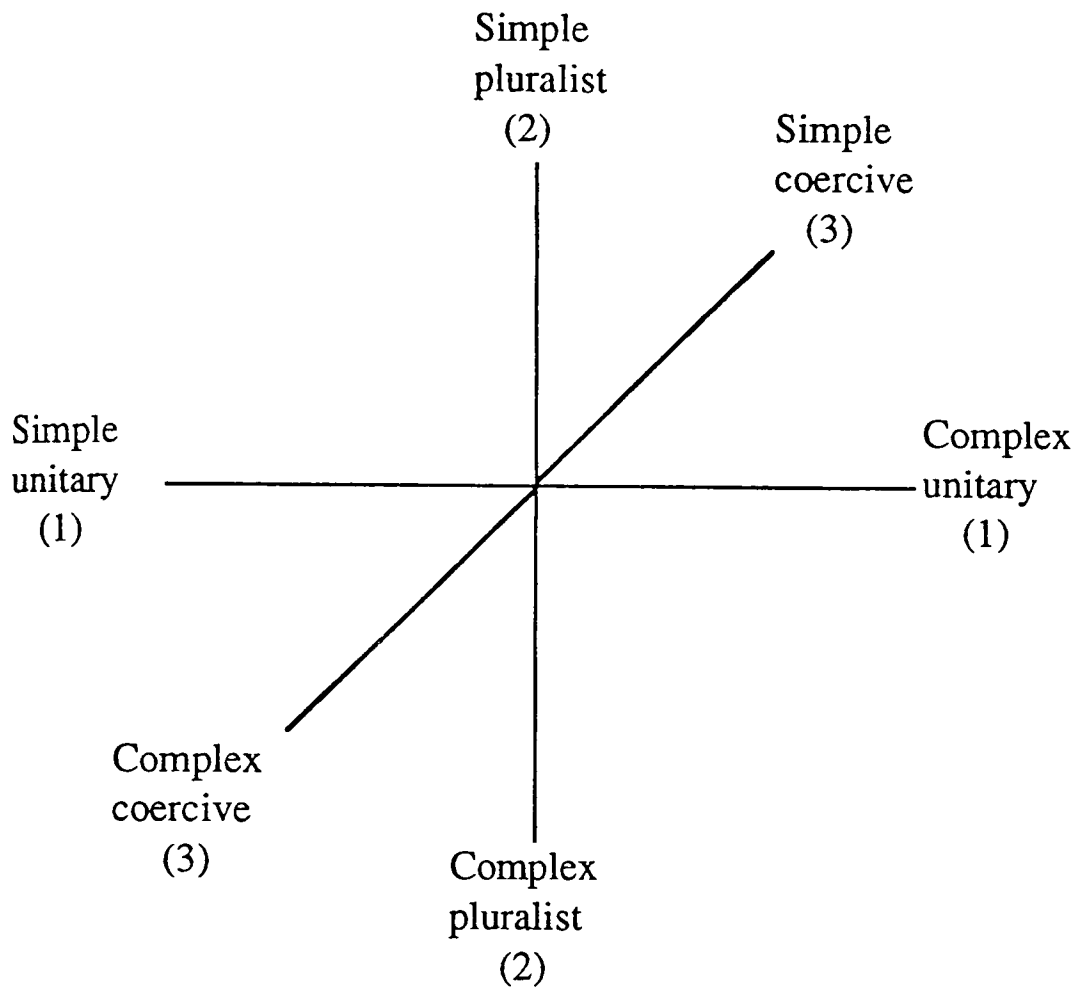 Simple
pluralist
(2)
Simple
coercive
(3)
Simple
unitary
(1)
Complex
unitary
(1)
Complex
coercive
(3)
Complex
pluralist
(2)